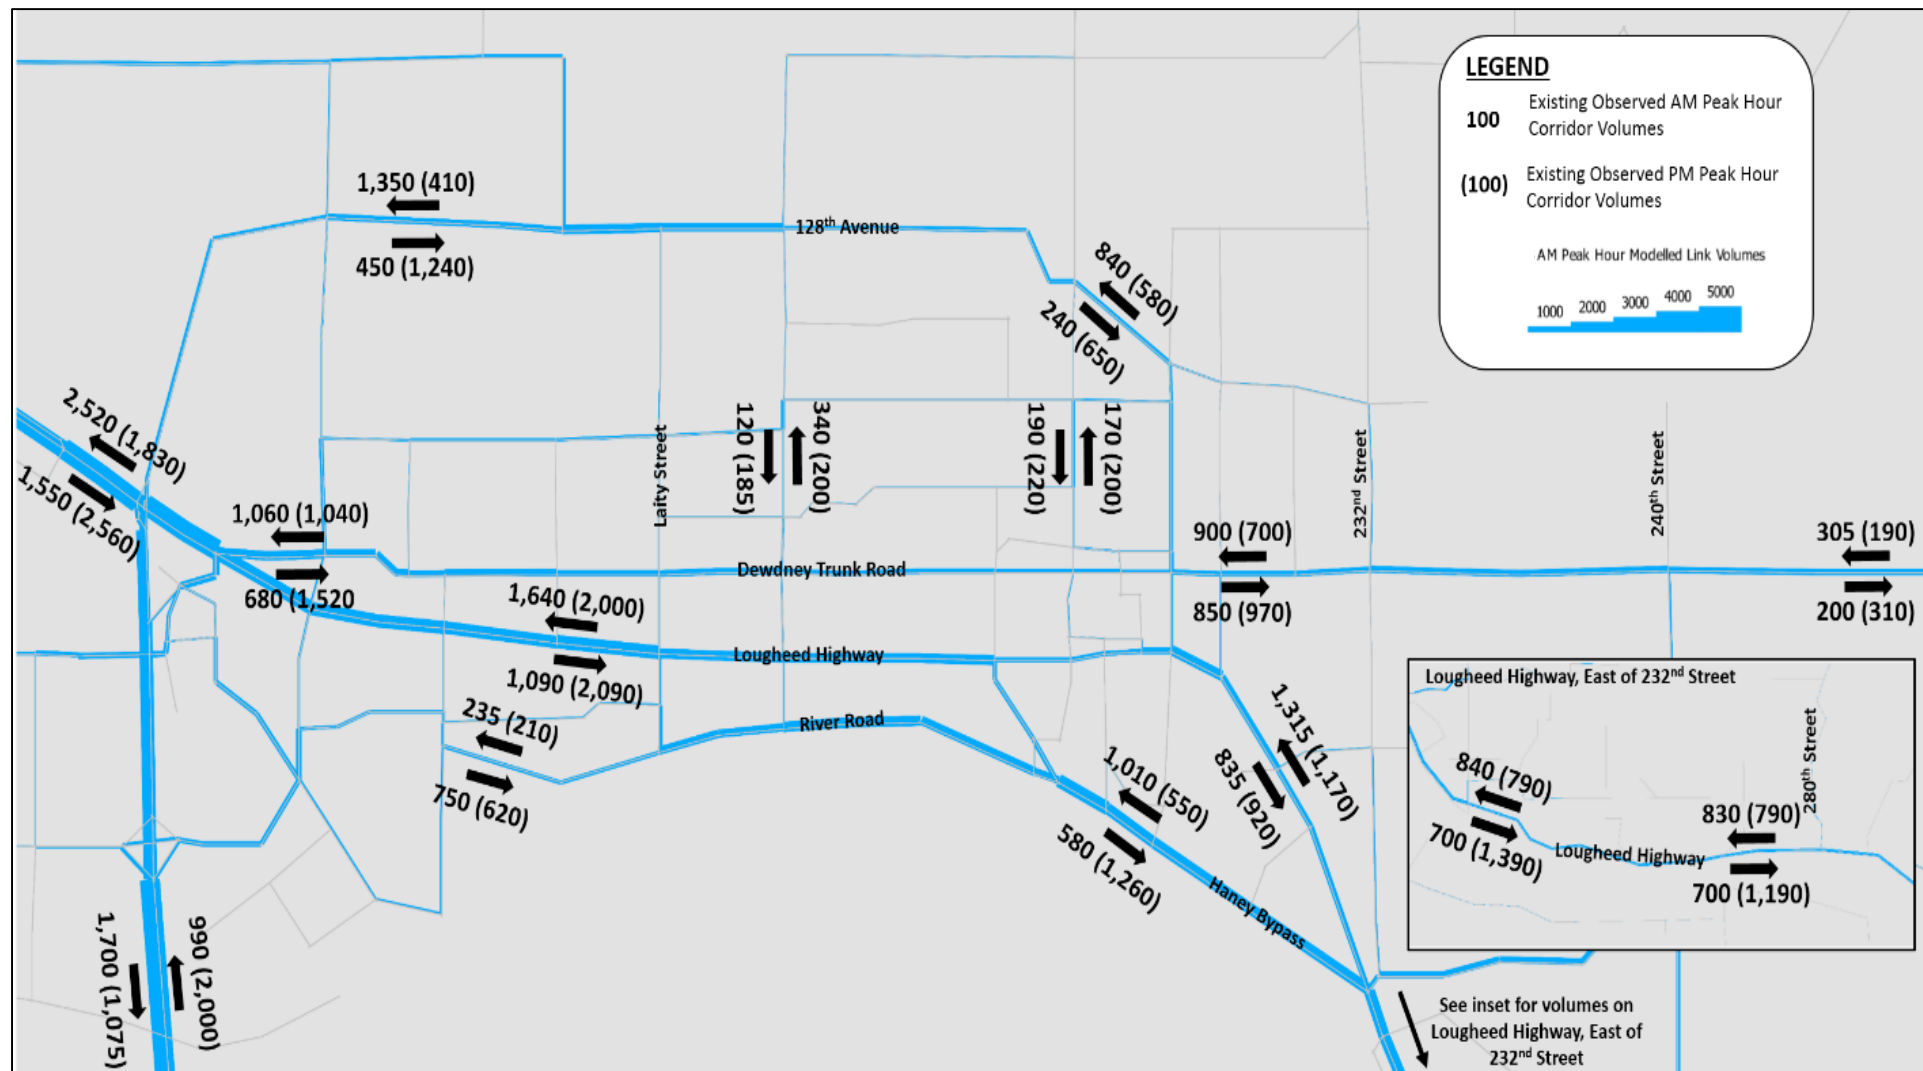 LEGEND
100
Existing Observed AM Peak Hour
Corridor Volumes
(100)
Existing Observed PM Peak Hour
Corridor Volumes
AM Peak Hour Modelled Link Volumes
1000 2000 3000 4000 5000
1,350 (410)
450 (1,240)
128th Avenue
840 (580)
240 (650)
2,520 (1,830)
1,550 (2,560)
1,060 (1,040)
680 (1,520
Laity Street
120 (185)
340 (200)
190 (220)
170 (200)
232nd Street
240th Street
900 (700)
850 (970)
305 (190)
200 (310)
Dewdney Trunk Road
1,640 (2,000)
1,090 (2,090)
Lougheed Highway
235 (210)
750 (620)
River Road
1,315 (1,170)
835 (920)
1,010 (550)
580 (1,260)
Haney Bypass
1,700 (1,075)
990 (2,000)
Lougheed Highway, East of 232nd Street
280th Street
840 (790)
700 (1,390)
Lougheed Highway
830 (790)
700 (1,190)
See inset for volumes on
Lougheed Highway, East of
232nd Street